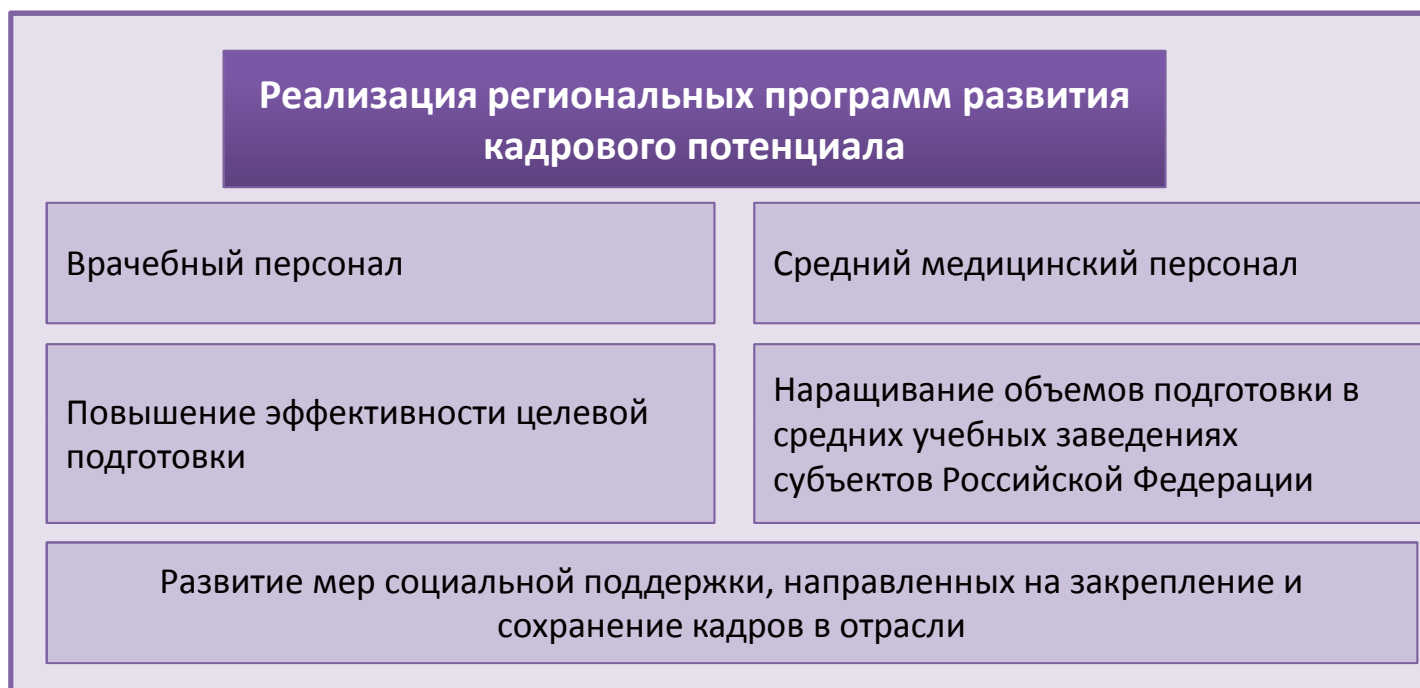 Реализация региональных программ развития
кадрового потенциала
Врачебный персонал
Средний медицинский персонал
Повышение эффективности целевой
подготовки
Наращивание объемов подготовки в
средних учебных заведениях
субъектов Российской Федерации
Развитие мер социальной поддержки, направленных на закрепление и
сохранение кадров в отрасли